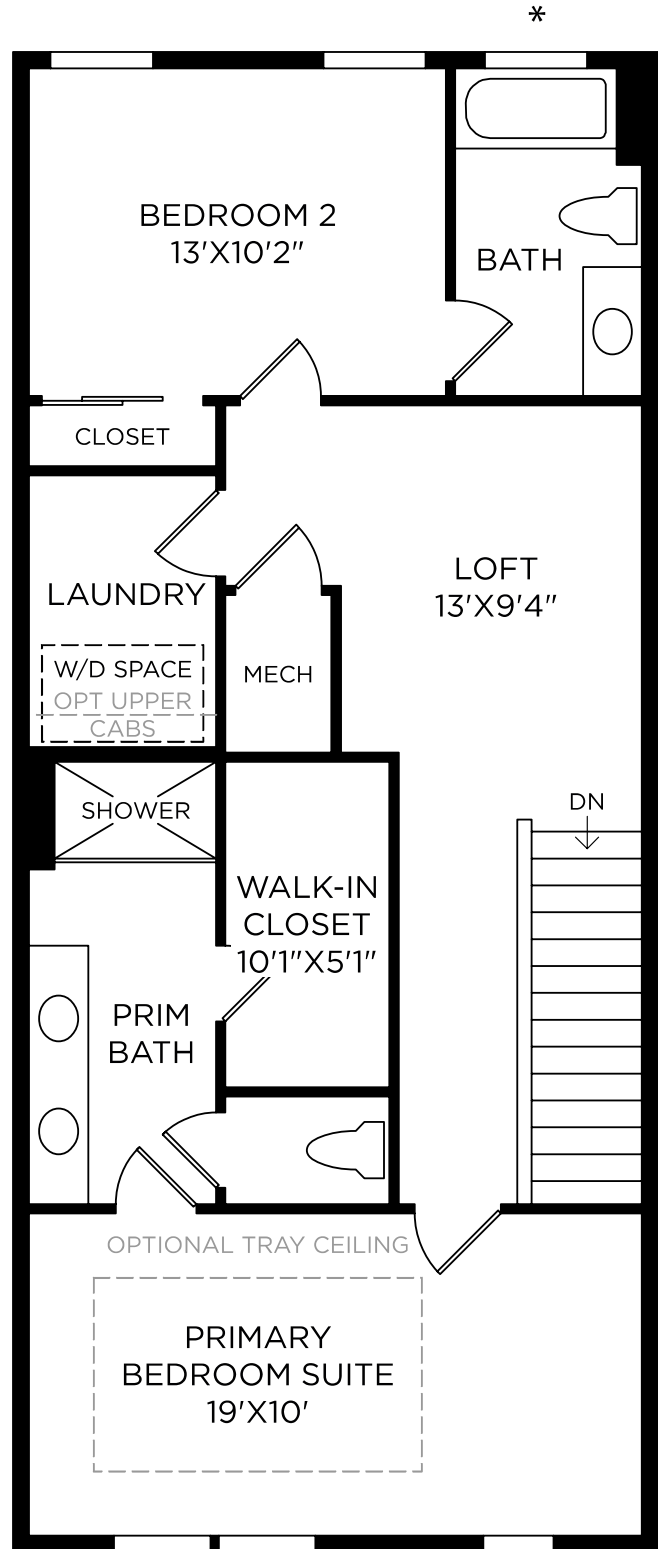 *
BEDROOM 2
13'X10'2"
BATH
CLOSET
LOFT
13'X9'4"
LAUNDRY
W/D SPACE
OPT UPPER
CABS
MECH
DN
SHOWER
WALK-IN
CLOSET
10'1"X5'1"
PRIM
BATH
OPTIONAL TRAY CEILING
PRIMARY
BEDROOM SUITE
19'X10'